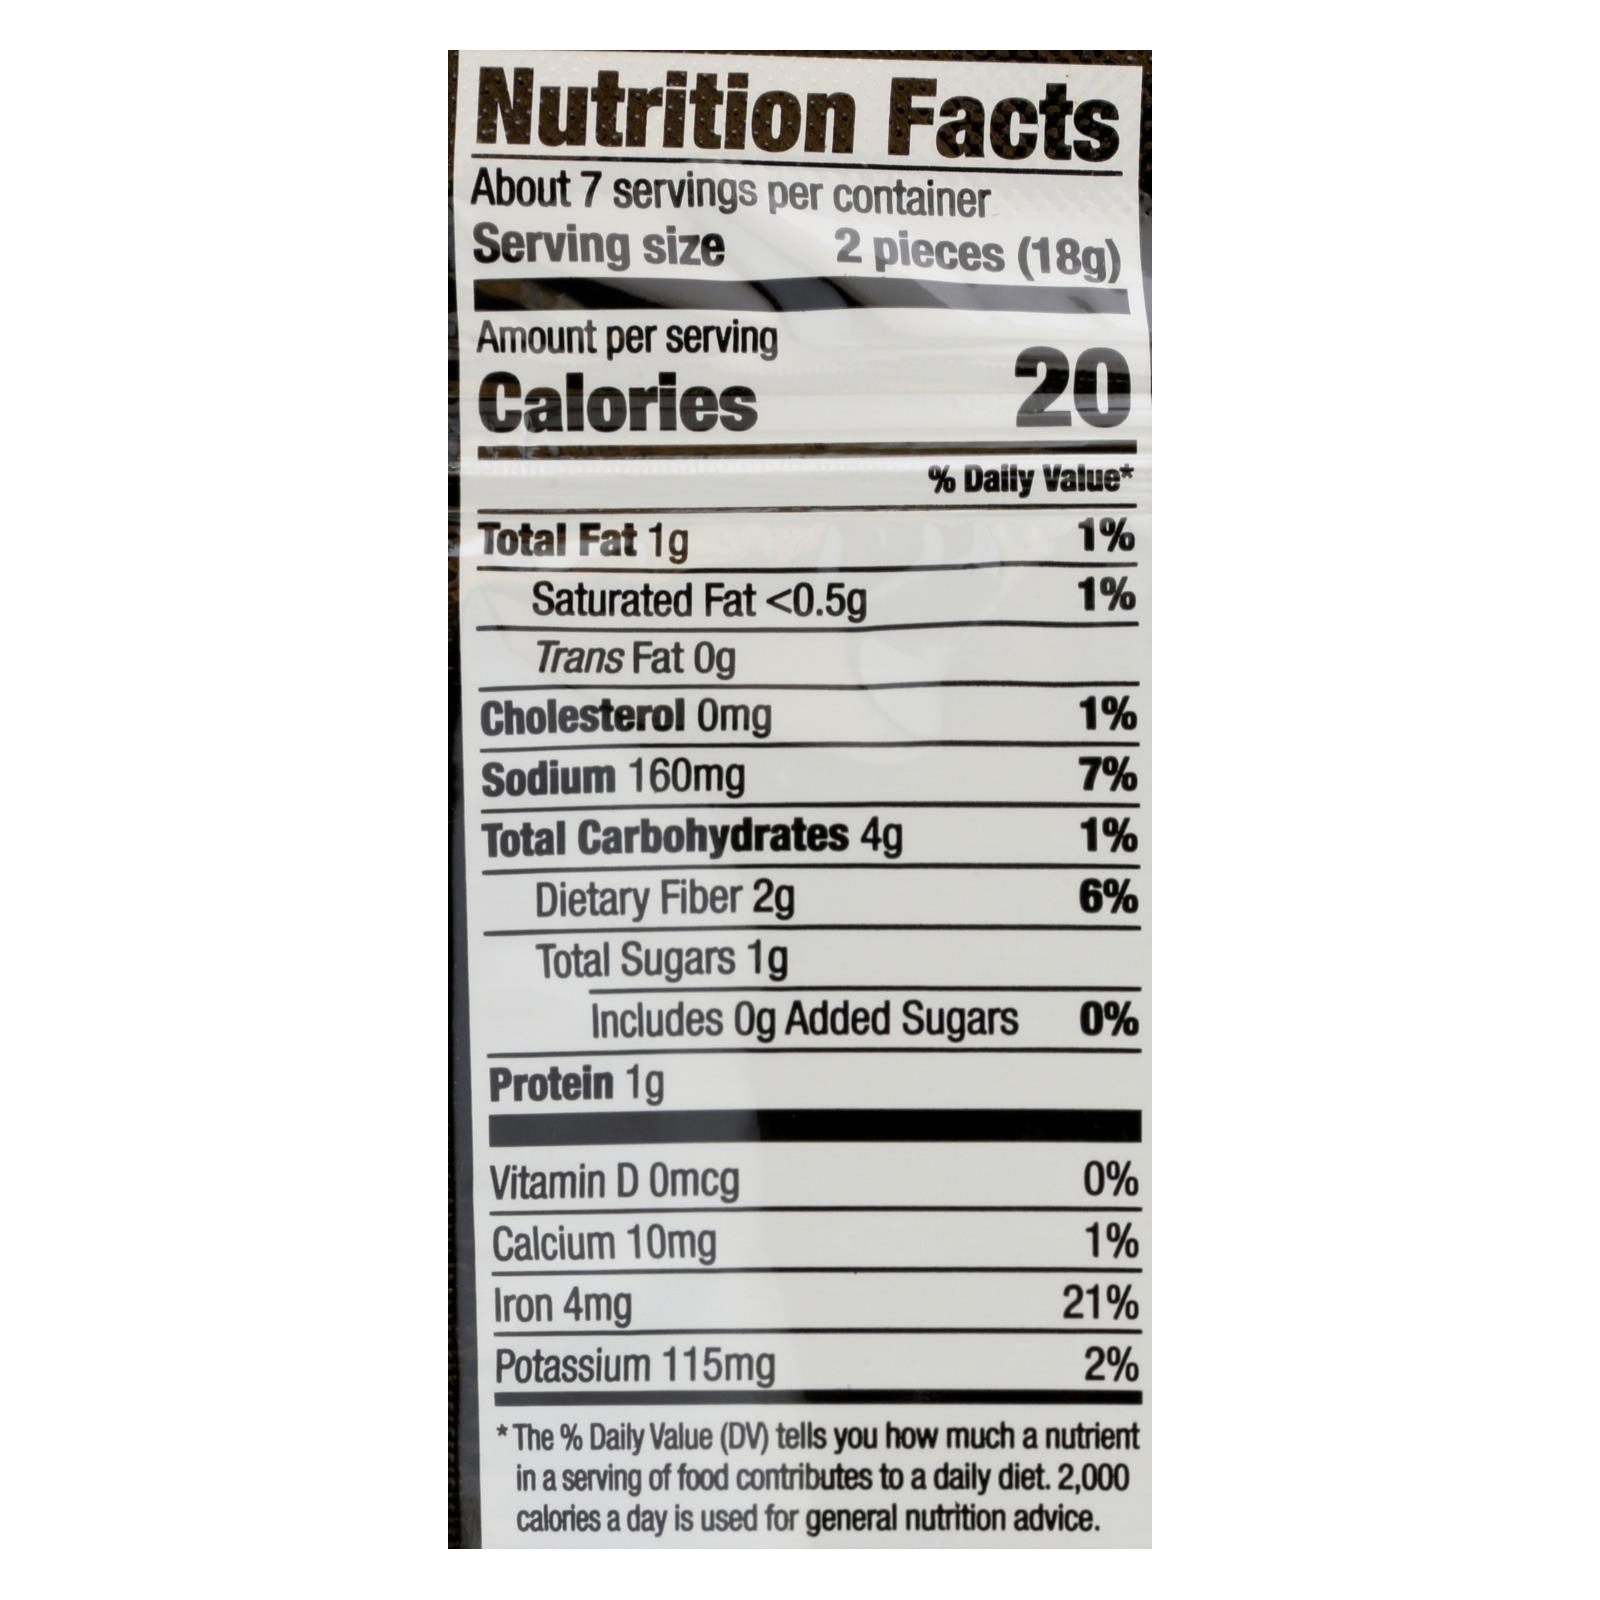 Nutrition Facts
About 7 servings per container
Serving size 2 pieces (18g)
Amount per serving
Calories 20
% Daily Value*
Total Fat 1g 1%
Saturated Fat <0.5g 1%
Trans Fat 0g
Cholesterol 0mg 1%
Sodium 160mg 7%
Total Carbohydrates 4g 1%
Dietary Fiber 2g 6%
Total Sugars 1g
Includes 0g Added Sugars 0%
Protein 1g
Vitamin D 0mcg 0%
Calcium 10mg 1%
Iron 4mg 21%
Potassium 115mg 2%
* The % Daily Value (DV) tells you how much a nutrient
in a serving of food contributes to a daily diet. 2,000
calories a day is used for general nutrition advice.